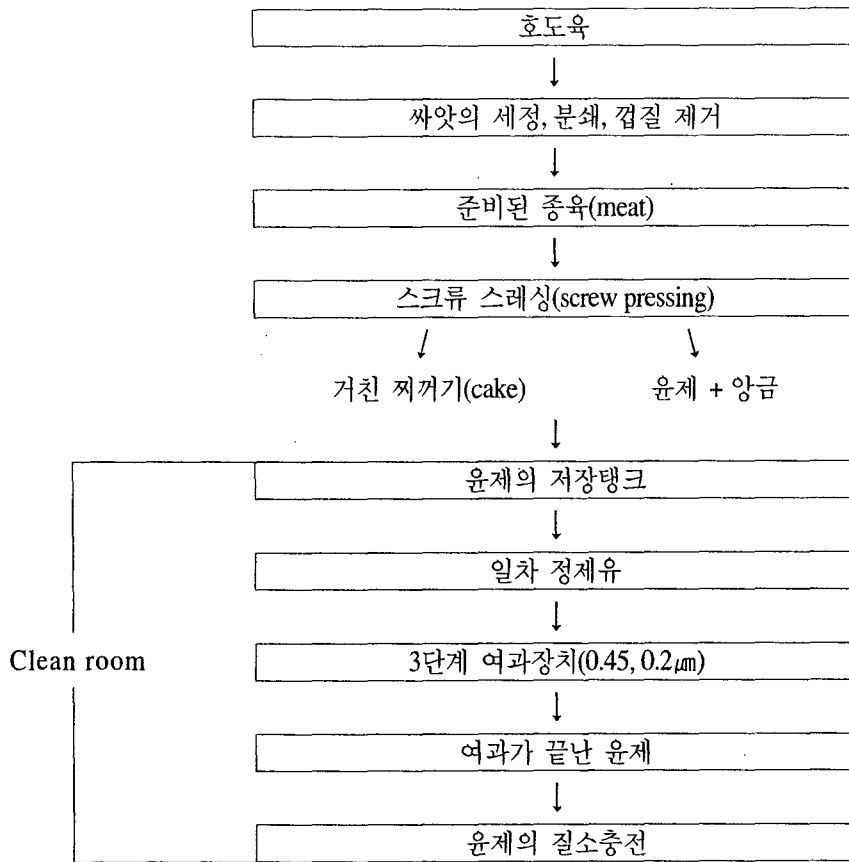 호도육
↓
싸앗의 세정, 분쇄, 껍질 제거
↓
준비된 종육(meat)
↓
스크류 스레싱(screw pressing)
↓ ↓
거친 찌꺼기(cake) 윤제 + 앙금
↓
윤제의 저장탱크
↓
일차 정제유
↓
Clean room 3단계 여과장치(0.45, 0.2㎛)
↓
여과가 끝난 윤제
↓
윤제의 질소충전